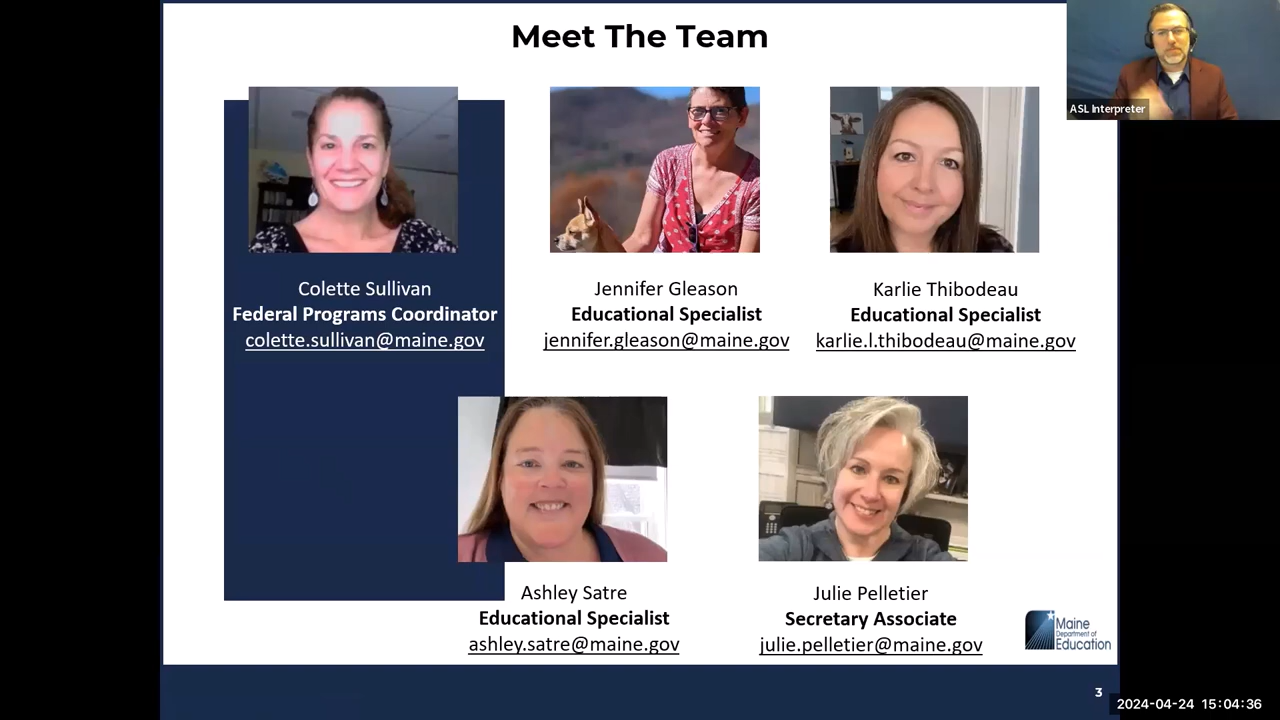 Meet The Team
ASL Interpreter
Colette Sullivan
Federal Programs Coordinator
colette.sullivan@maine.gov
Jennifer Gleason
Educational Specialist
jennifer.gleason@maine.gov
Karlie Thibodeau
Educational Specialist
karlie.l.thibodeau@maine.gov
Ashley Satre
Educational Specialist
ashley.satre@maine.gov
Julie Pelletier
Secretary Associate
julie.pelletier@maine.gov
Maine
Department of
Education
3
2024-04-24 15:04:36